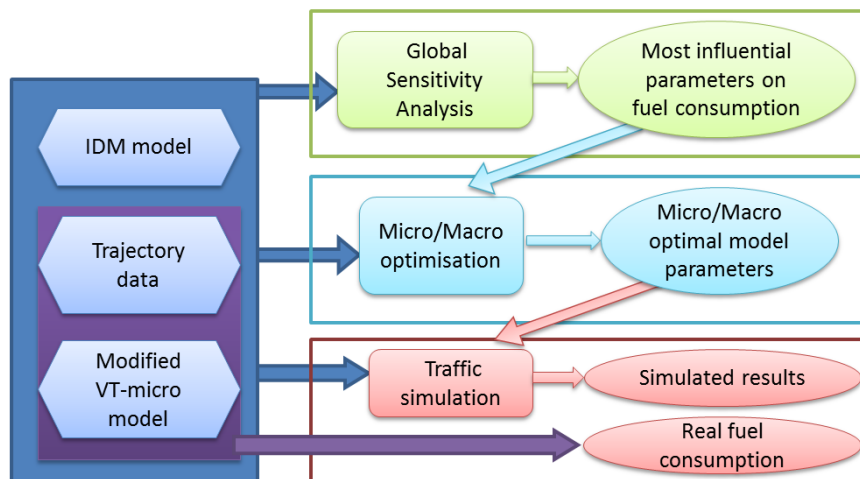 IDM model
Trajectory
data
Modified
VT-micro
model
Global
Sensitivity
Analysis
Most influential
parameters on
fuel consumption
Micro/Macro
optimisation
Micro/Macro
optimal model
parameters
Traffic
simulation
Simulated results
Real fuel
consumption